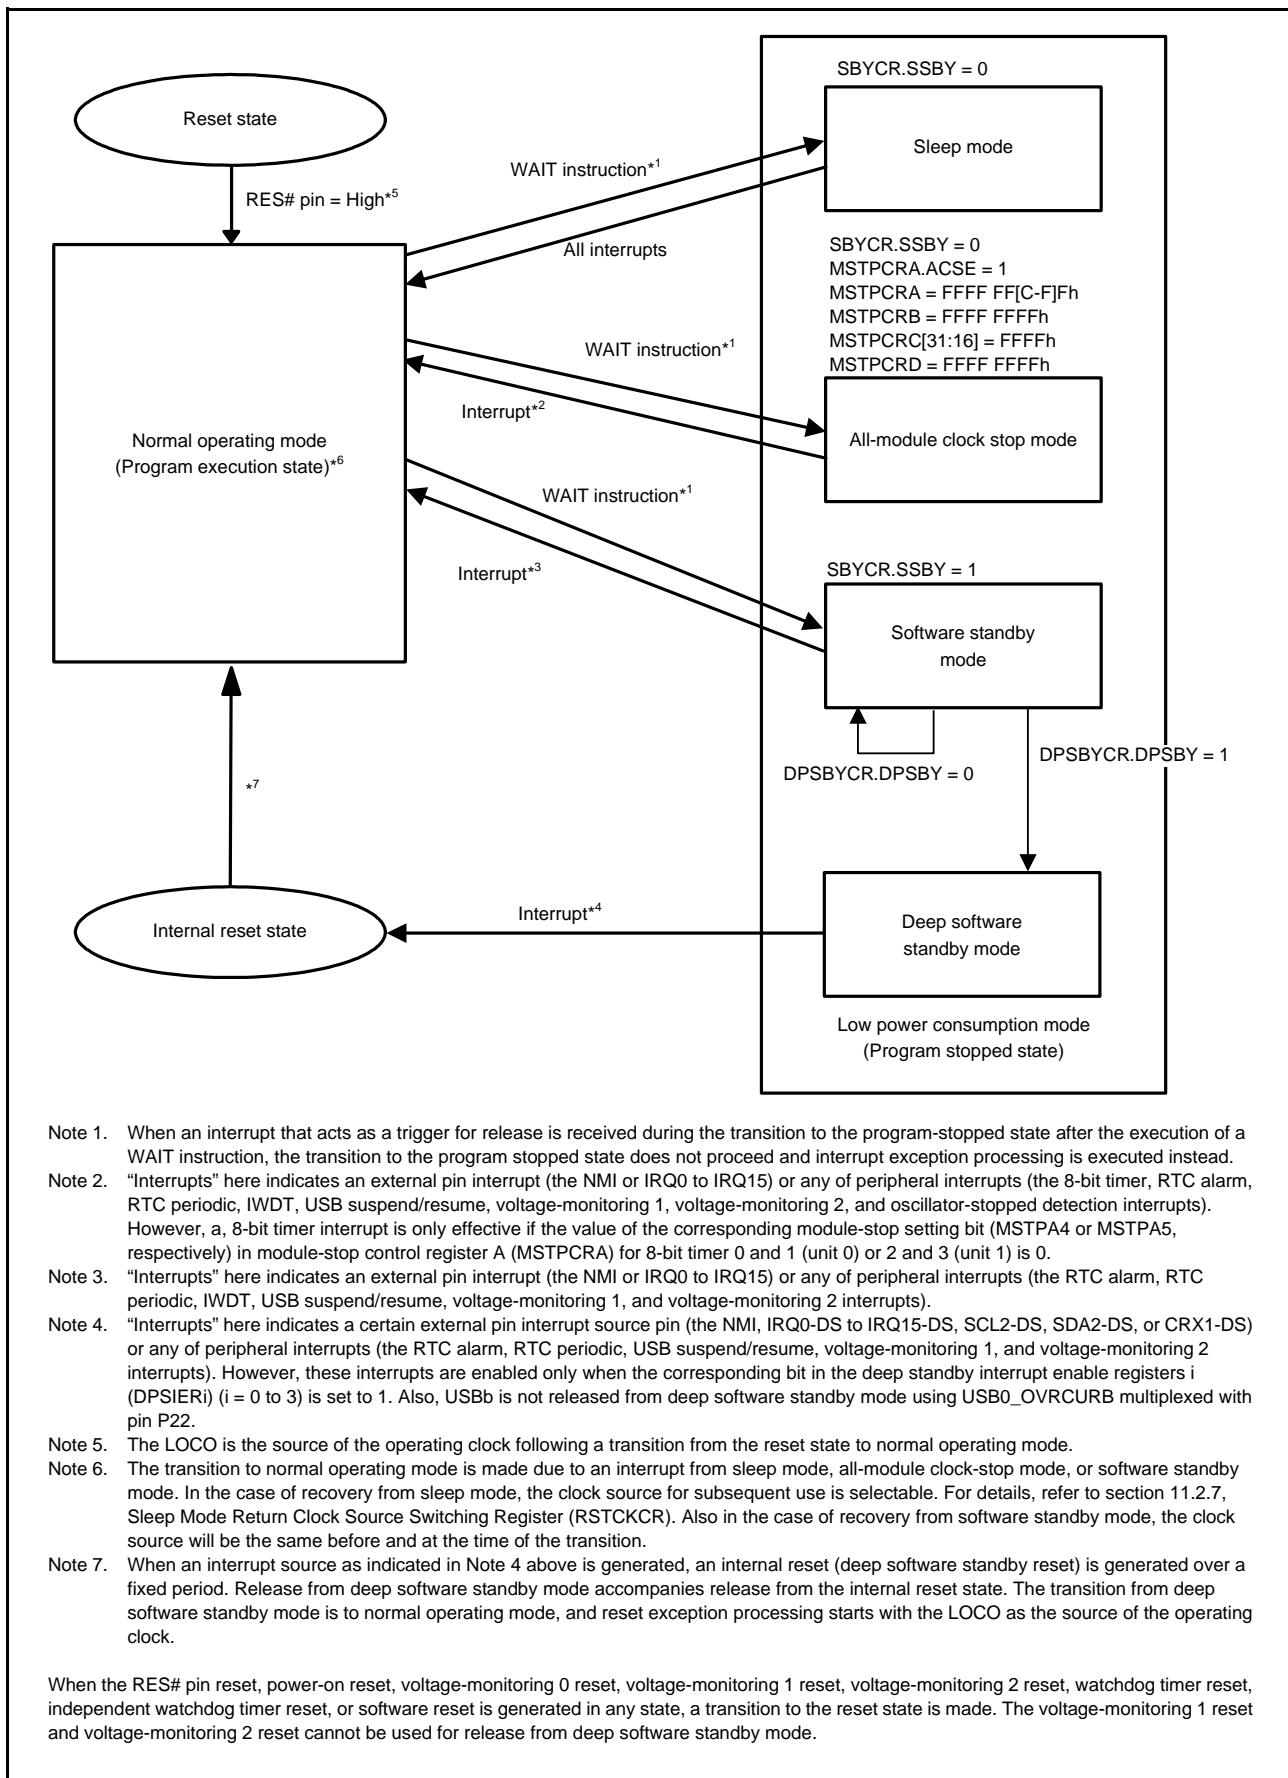 SBYCR.SSBY = 0
Reset state
Sleep mode
WAIT instruction*1
RES# pin = High*5
All interrupts
SBYCR.SSBY = 0
MSTPCRA.ACSE = 1
MSTPCRA = FFFF FF[C-F]Fh
MSTPCRB = FFFF FFFFh
MSTPCRC[31:16] = FFFFh
MSTPCRD = FFFF FFFFh
WAIT instruction*1
Interrupt*2
All-module clock stop mode
Normal operating mode
(Program execution state)*6
WAIT instruction*1
Interrupt*3
SBYCR.SSBY = 1
Software standby
mode
DPSBYCR.DPSBY = 1
DPSBYCR.DPSBY = 0
*7
Interrupt*4
Internal reset state
Deep software
standby mode
Low power consumption mode
(Program stopped state)
Note 1. When an interrupt that acts as a trigger for release is received during the transition to the program-stopped state after the execution of a
WAIT instruction, the transition to the program stopped state does not proceed and interrupt exception processing is executed instead.
Note 2. “Interrupts” here indicates an external pin interrupt (the NMI or IRQ0 to IRQ15) or any of peripheral interrupts (the 8-bit timer, RTC alarm,
RTC periodic, IWDT, USB suspend/resume, voltage-monitoring 1, voltage-monitoring 2, and oscillator-stopped detection interrupts).
However, a, 8-bit timer interrupt is only effective if the value of the corresponding module-stop setting bit (MSTPA4 or MSTPA5,
respectively) in module-stop control register A (MSTPCRA) for 8-bit timer 0 and 1 (unit 0) or 2 and 3 (unit 1) is 0.
Note 3. “Interrupts” here indicates an external pin interrupt (the NMI or IRQ0 to IRQ15) or any of peripheral interrupts (the RTC alarm, RTC
periodic, IWDT, USB suspend/resume, voltage-monitoring 1, and voltage-monitoring 2 interrupts).
Note 4. “Interrupts” here indicates a certain external pin interrupt source pin (the NMI, IRQ0-DS to IRQ15-DS, SCL2-DS, SDA2-DS, or CRX1-DS)
or any of peripheral interrupts (the RTC alarm, RTC periodic, USB suspend/resume, voltage-monitoring 1, and voltage-monitoring 2
interrupts). However, these interrupts are enabled only when the corresponding bit in the deep standby interrupt enable registers i
(DPSIERi) (i = 0 to 3) is set to 1. Also, USBb is not released from deep software standby mode using USB0_OVRCURB multiplexed with
pin P22.
Note 5. The LOCO is the source of the operating clock following a transition from the reset state to normal operating mode.
Note 6. The transition to normal operating mode is made due to an interrupt from sleep mode, all-module clock-stop mode, or software standby
mode. In the case of recovery from sleep mode, the clock source for subsequent use is selectable. For details, refer to section 11.2.7,
Sleep Mode Return Clock Source Switching Register (RSTCKCR). Also in the case of recovery from software standby mode, the clock
source will be the same before and at the time of the transition.
Note 7. When an interrupt source as indicated in Note 4 above is generated, an internal reset (deep software standby reset) is generated over a
fixed period. Release from deep software standby mode accompanies release from the internal reset state. The transition from deep
software standby mode is to normal operating mode, and reset exception processing starts with the LOCO as the source of the operating
clock.
When the RES# pin reset, power-on reset, voltage-monitoring 0 reset, voltage-monitoring 1 reset, voltage-monitoring 2 reset, watchdog timer reset,
independent watchdog timer reset, or software reset is generated in any state, a transition to the reset state is made. The voltage-monitoring 1 reset
and voltage-monitoring 2 reset cannot be used for release from deep software standby mode.